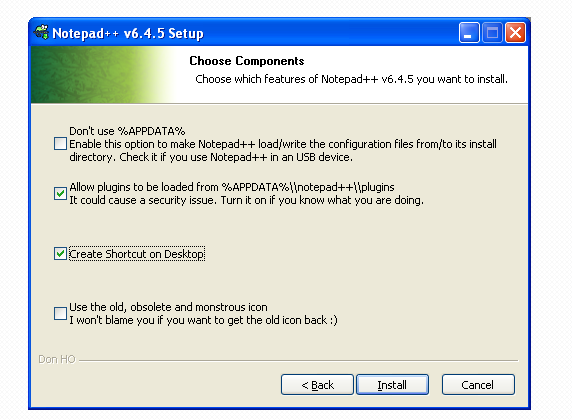 Notepad++ v6.4.5 Setup
Choose Components
Choose which features of Notepad++ v6.4.5 you want to install.
Don't use %APPDATA%
Enable this option to make Notepad++ load/write the configuration files from/to its install
directory. Check it if you use Notepad++ in an USB device.
Allow plugins to be loaded from %APPDATA%\\notepad++\\plugins
It could cause a security issue. Turn it on if you know what you are doing.
Create Shortcut on Desktop
Use the old, obsolete and monstrous icon
I won't blame you if you want to get the old icon back :)
Don HO
< Back
Install
Cancel